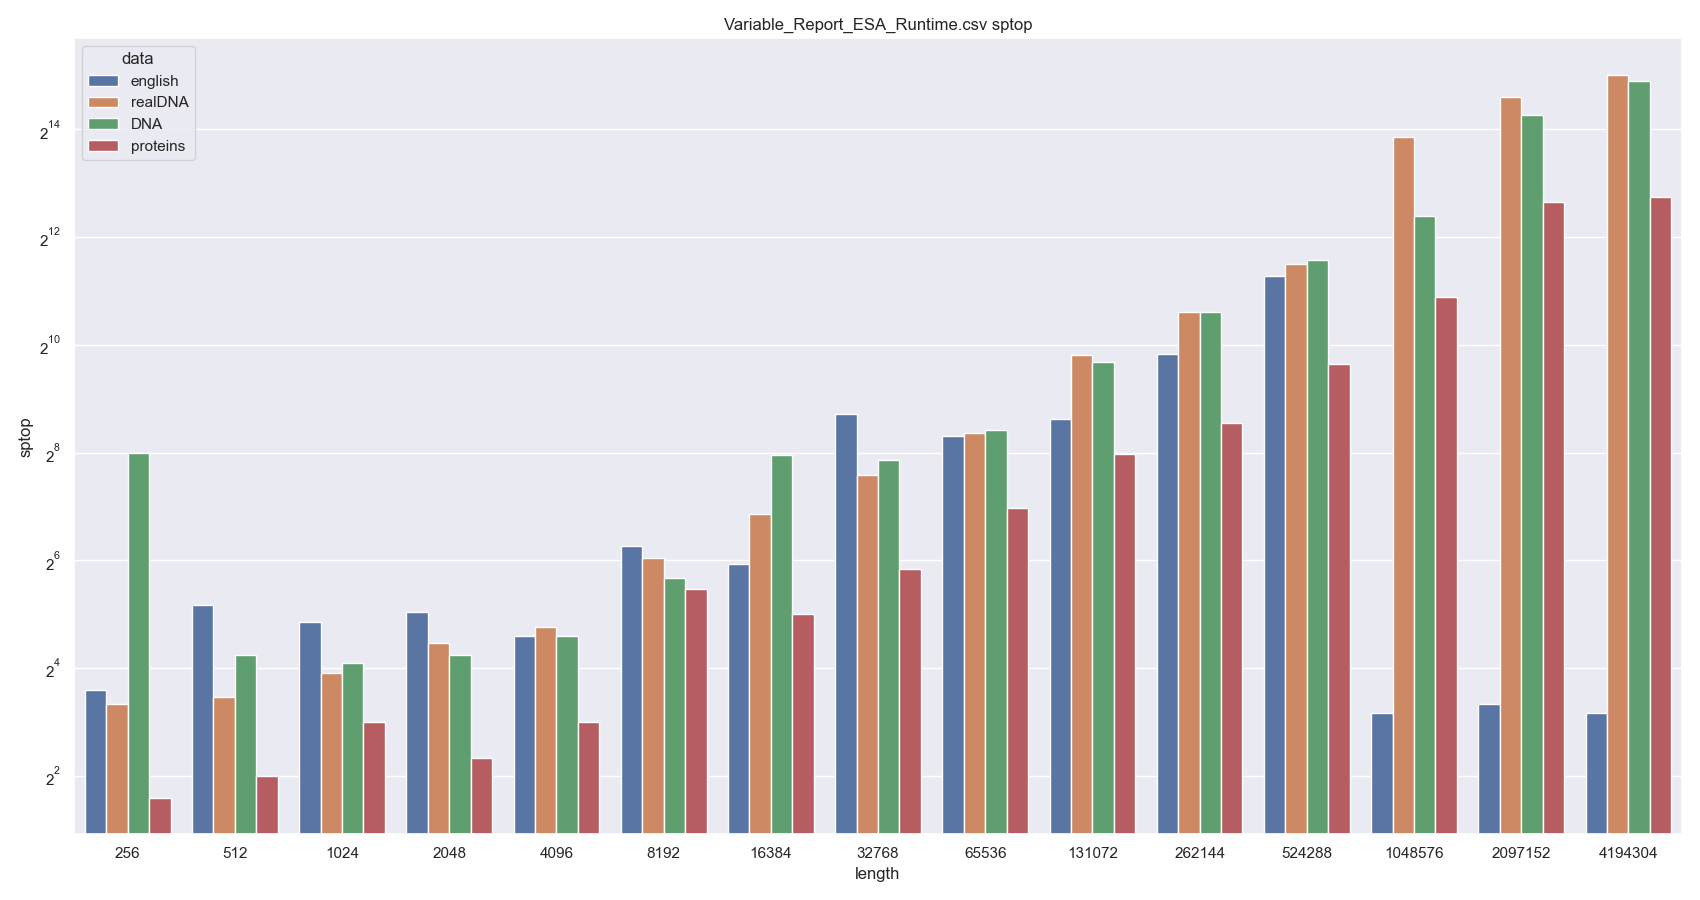 Variable_Report_ESA_Runtime.csv sptop
data
english
realDNA
DNA
proteins
2^14
2^12
2^10
2^8
2^6
2^4
2^2
sptop
256 512 1024 2048 4096 8192 16384 32768 65536 131072 262144 524288 1048576 2097152 4194304
length